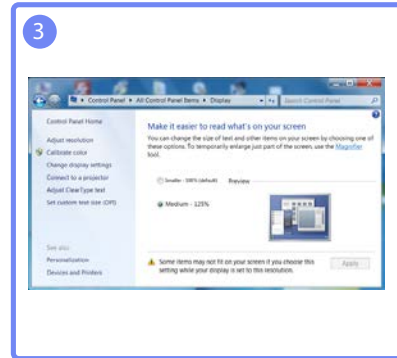 3
Control Panel ▸ All Control Panel Items ▸ Display
Search Control Panel
Control Panel Home
Adjust resolution
Calibrate color
Change display settings
Connect to a projector
Adjust ClearType text
Set custom text size (DPI)
See also
Personalization
Devices and Printers
Make it easier to read what's on your screen
You can change the size of text and other items on your screen by choosing one of
these options. To temporarily enlarge just part of the screen, use the Magnifier
tool.
Smaller - 100% (default)
Preview
Medium - 125%
Some items may not fit on your screen if you choose this
setting while your display is set to this resolution.
Apply